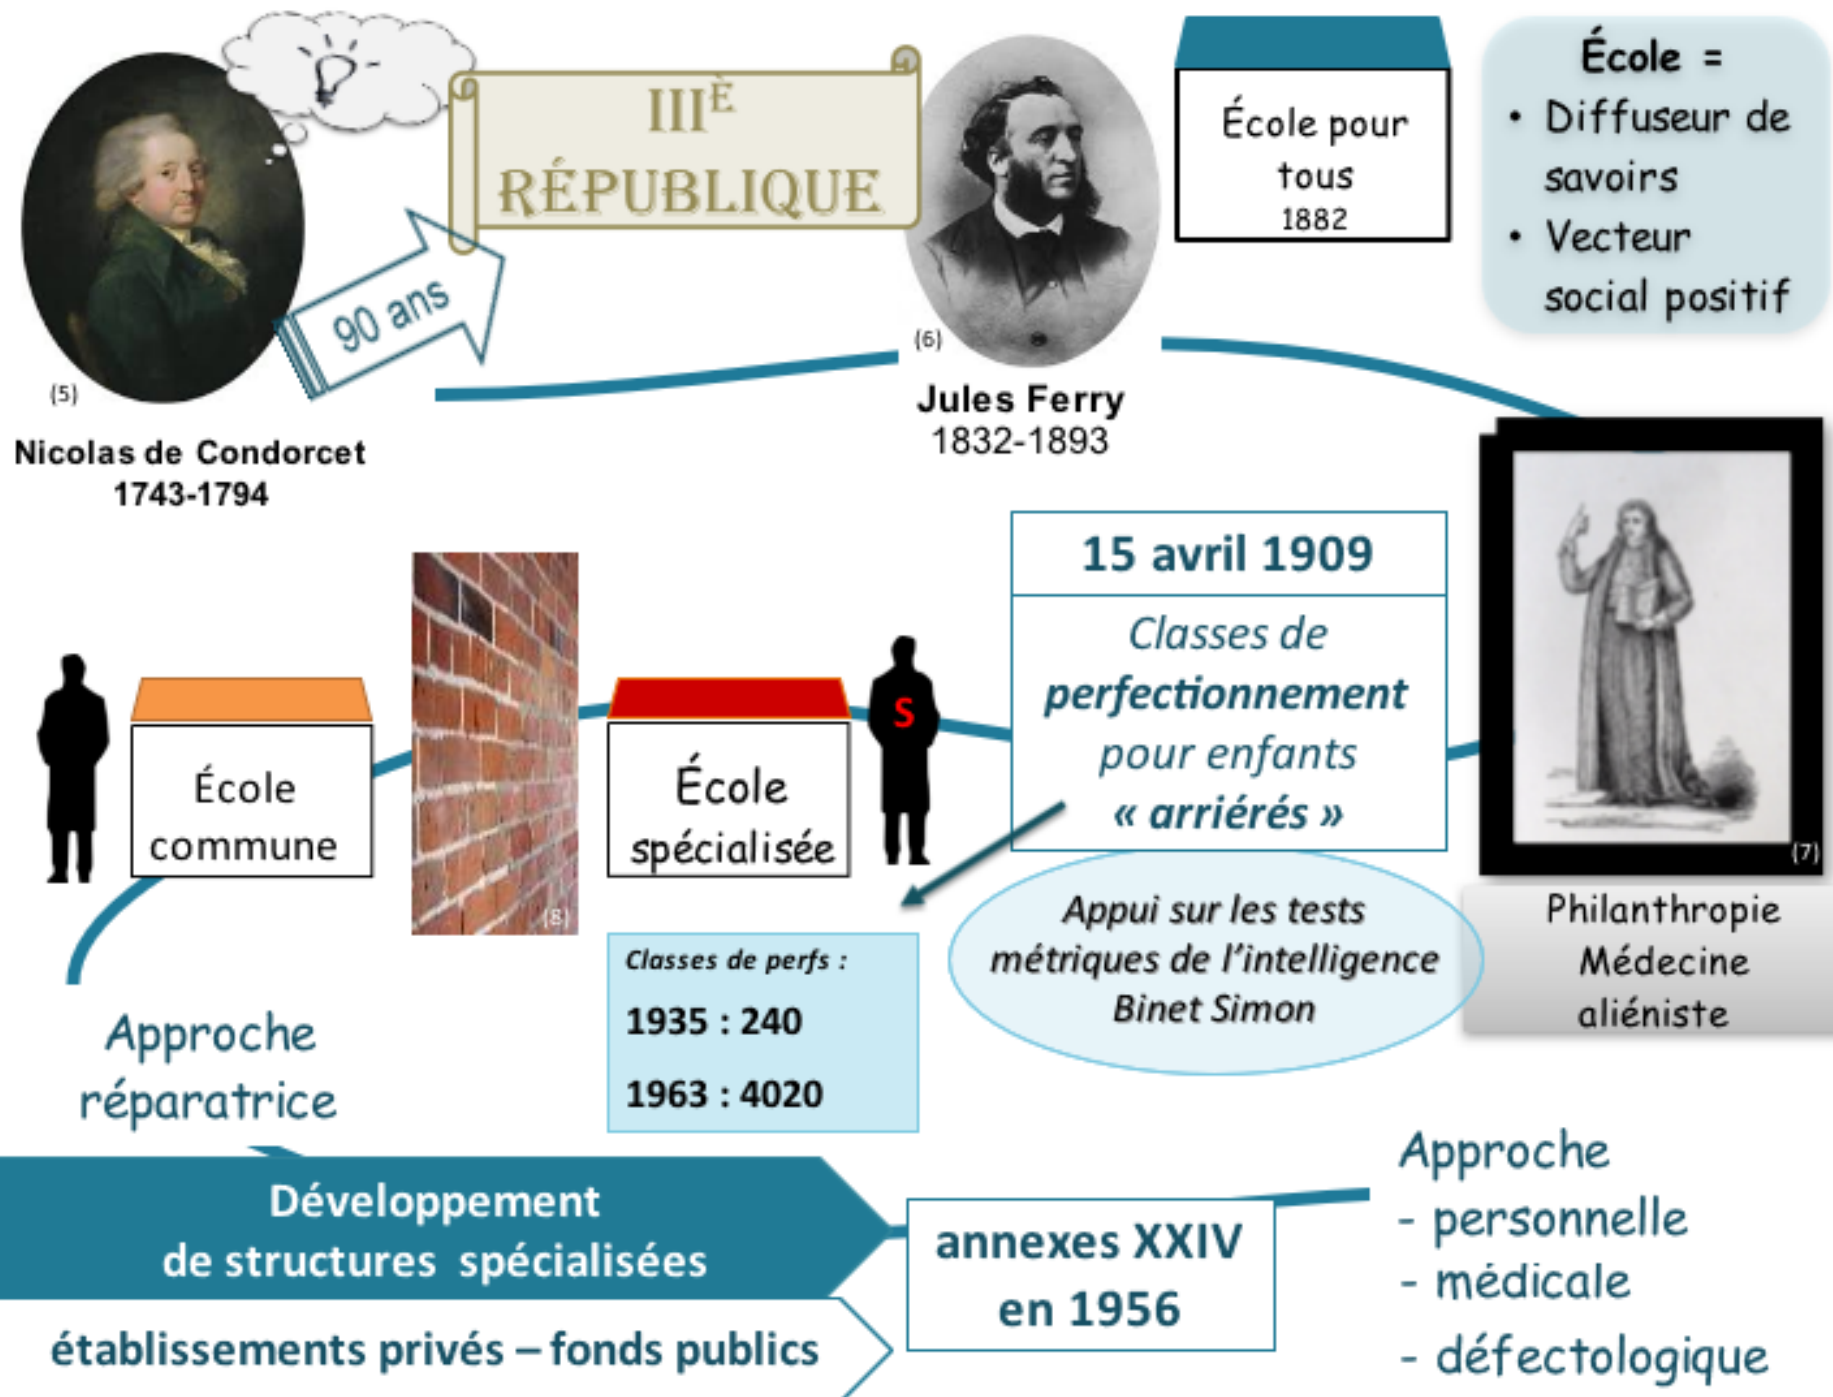 IIIÈ
RÉPUBLIQUE
90 ans
(5)
Nicolas de Condorcet
1743-1794
(6)
Jules Ferry
1832-1893
École pour
tous
1882
École =
• Diffuseur de
savoirs
• Vecteur
social positif
(7)
Philanthropie
Médecine
aliéniste
15 avril 1909
Classes de
perfectionnement
pour enfants
« arriérés »
Appui sur les tests
métriques de l'intelligence
Binet Simon
S
École
spécialisée
(8)
École
commune
Classes de perfs :
1935 : 240
1963 : 4020
Approche
réparatrice
Développement
de structures spécialisées
établissements privés – fonds publics
annexes XXIV
en 1956
Approche
- personnelle
- médicale
- défectologique